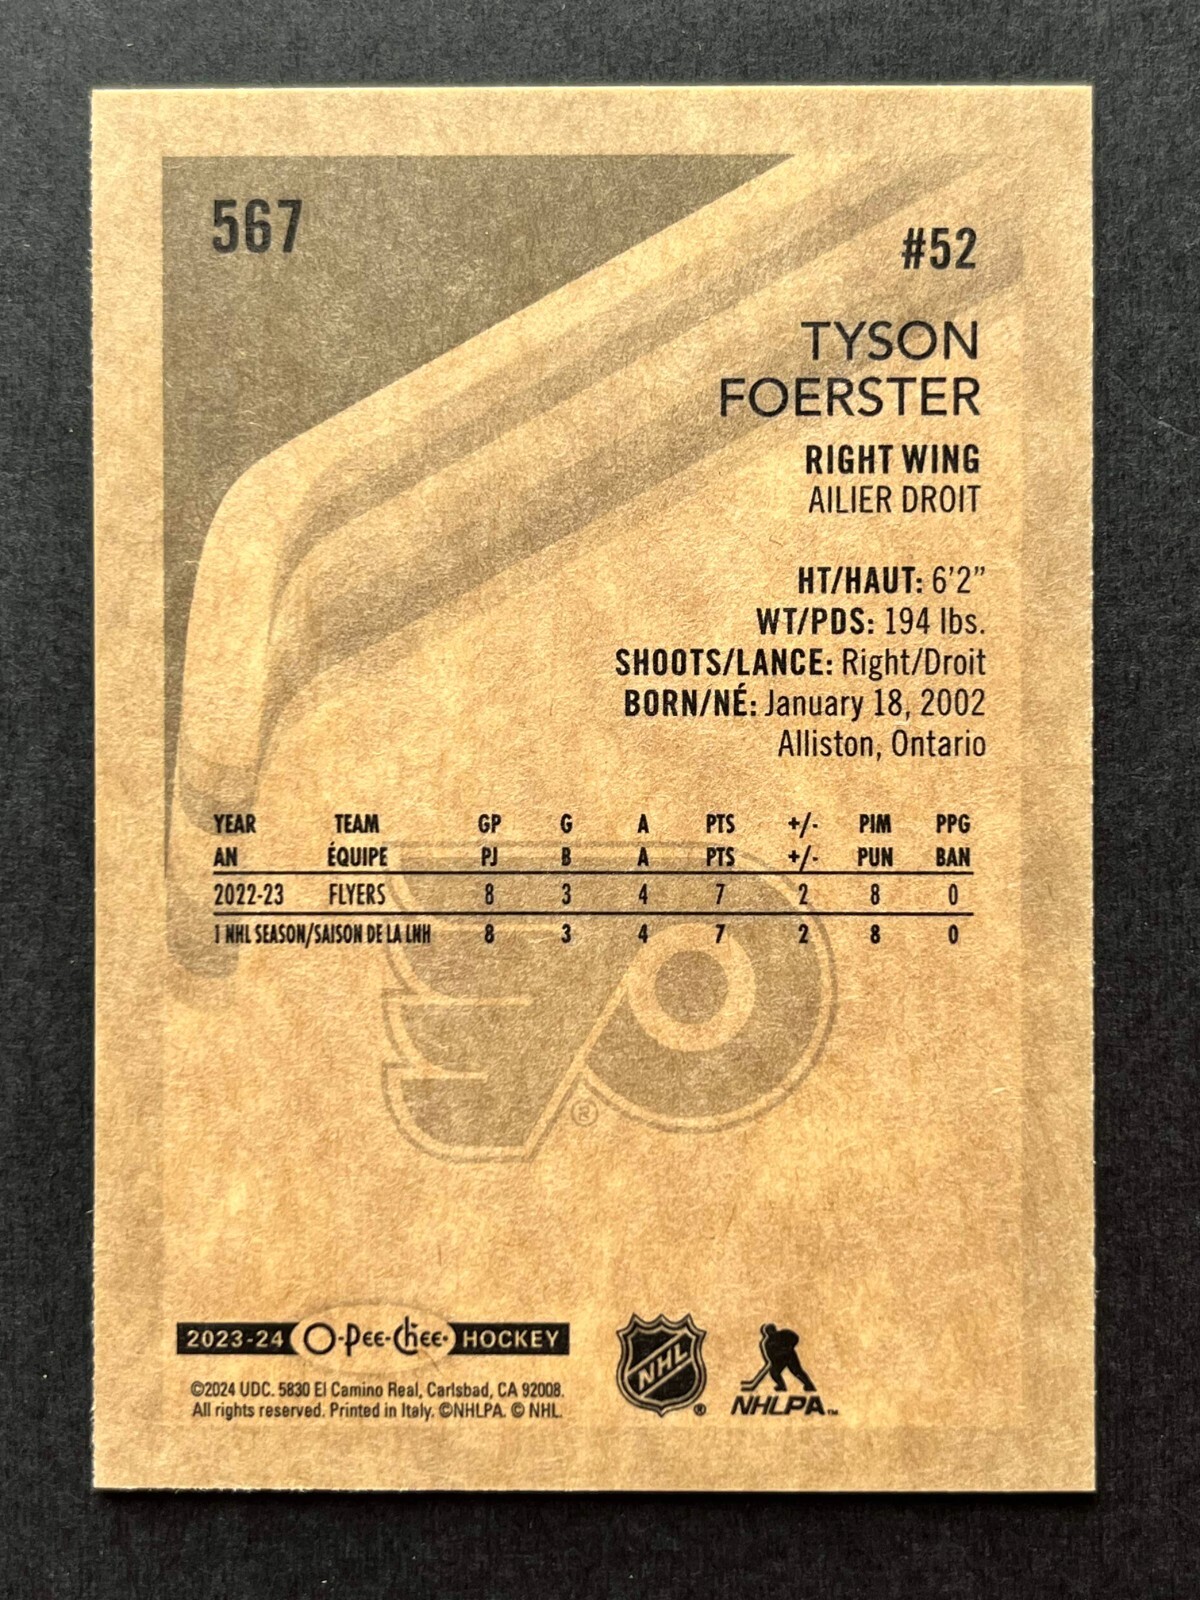 567
#52
TYSON
FOERSTER
RIGHT WING
AILIER DROIT
HT/HAUT: 6'2"
WT/PDS: 194 lbs.
SHOOTS/LANCE: Right/Droit
BORN/NÉ: January 18, 2002
Alliston, Ontario
YEAR TEAM GP G A PTS +/- PIM PPG
AN ÉQUIPE PJ B A PTS +/- PUN BAN
2022-23 FLYERS 8 3 4 7 2 8 0
1 NHL SEASON/SAISON DE LA LNH 8 3 4 7 2 8 0
®
2023-24 O-Pee-Chee® HOCKEY
©2024 UDC. 5830 El Camino Real, Carlsbad, CA 92008.
All rights reserved. Printed in Italy. ©NHLPA. © NHL.
NHL ®
NHLPA™